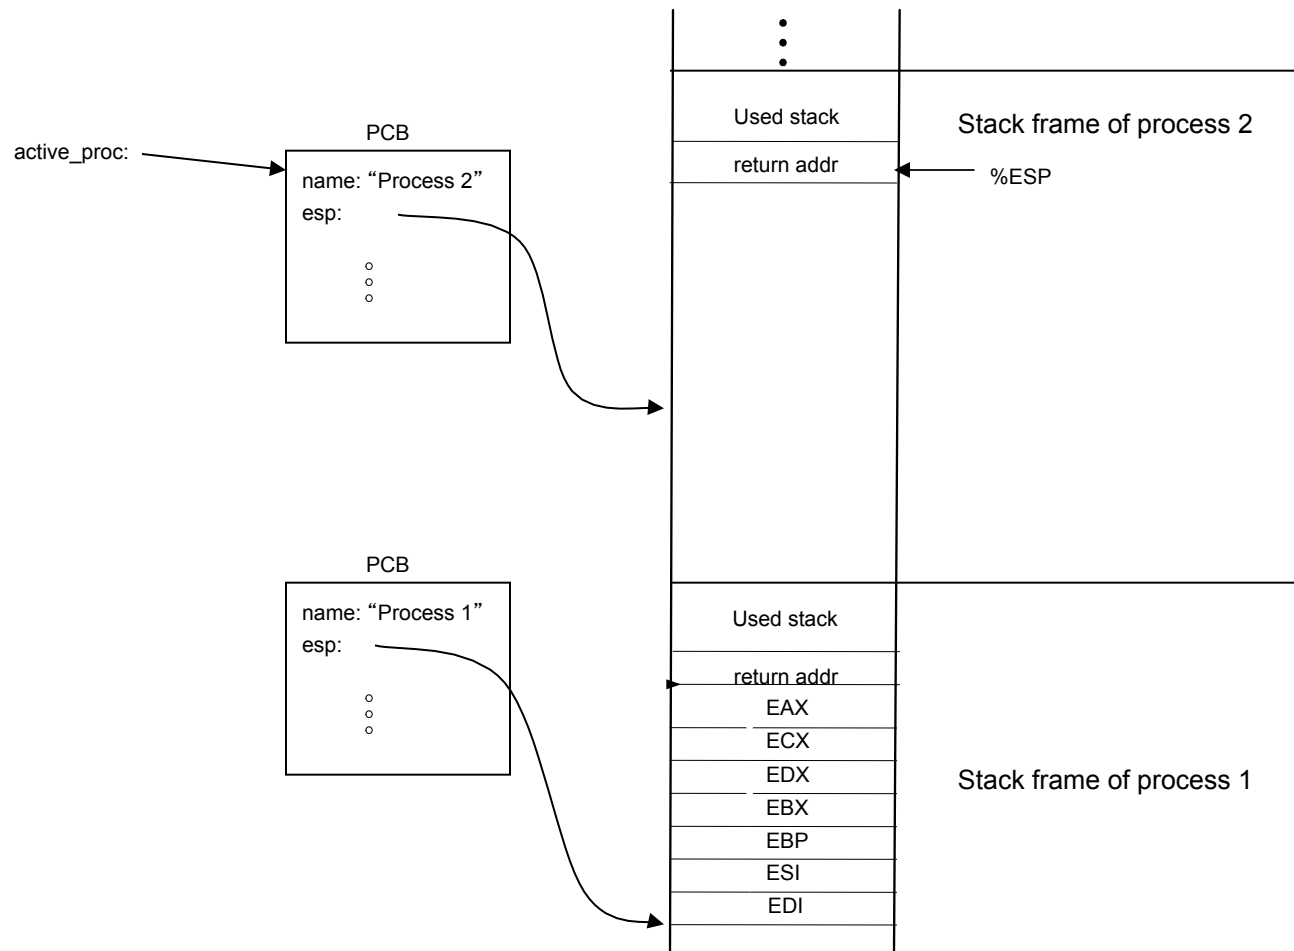 Used stack
Stack frame of process 2
PCB
active_proc:
return addr
%ESP
name: “Process 2”
esp:
PCB
name: “Process 1”
esp:
Used stack
return addr
EAX
ECX
EDX
EBX
EBP
ESI
EDI
Stack frame of process 1